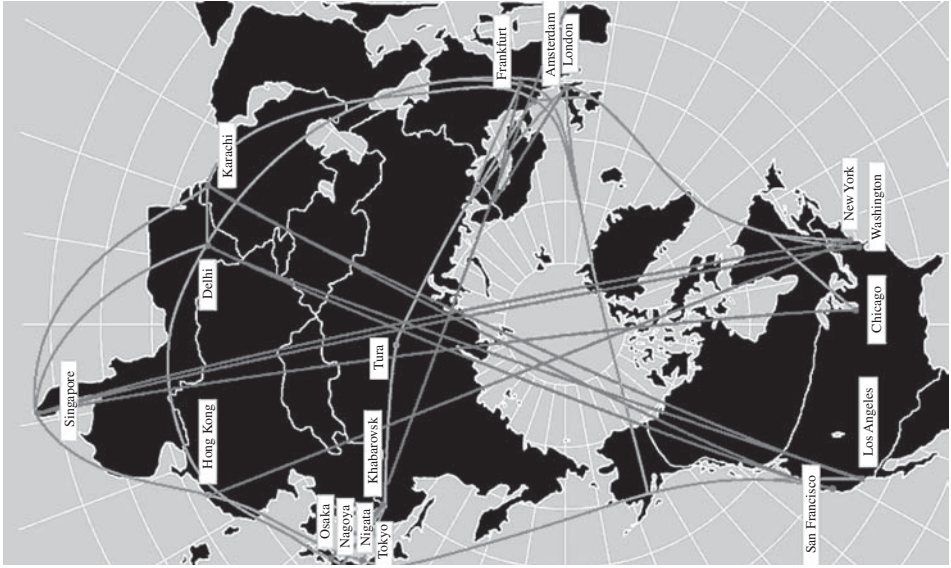 Frankfurt
Amsterdam
London
Karachi
New York
Washington
Delhi
Chicago
Tura
Singapore
Los Angeles
Hong Kong
Khabarovsk
San Francisco
Osaka
Nagoya
Nigata
Tokyo